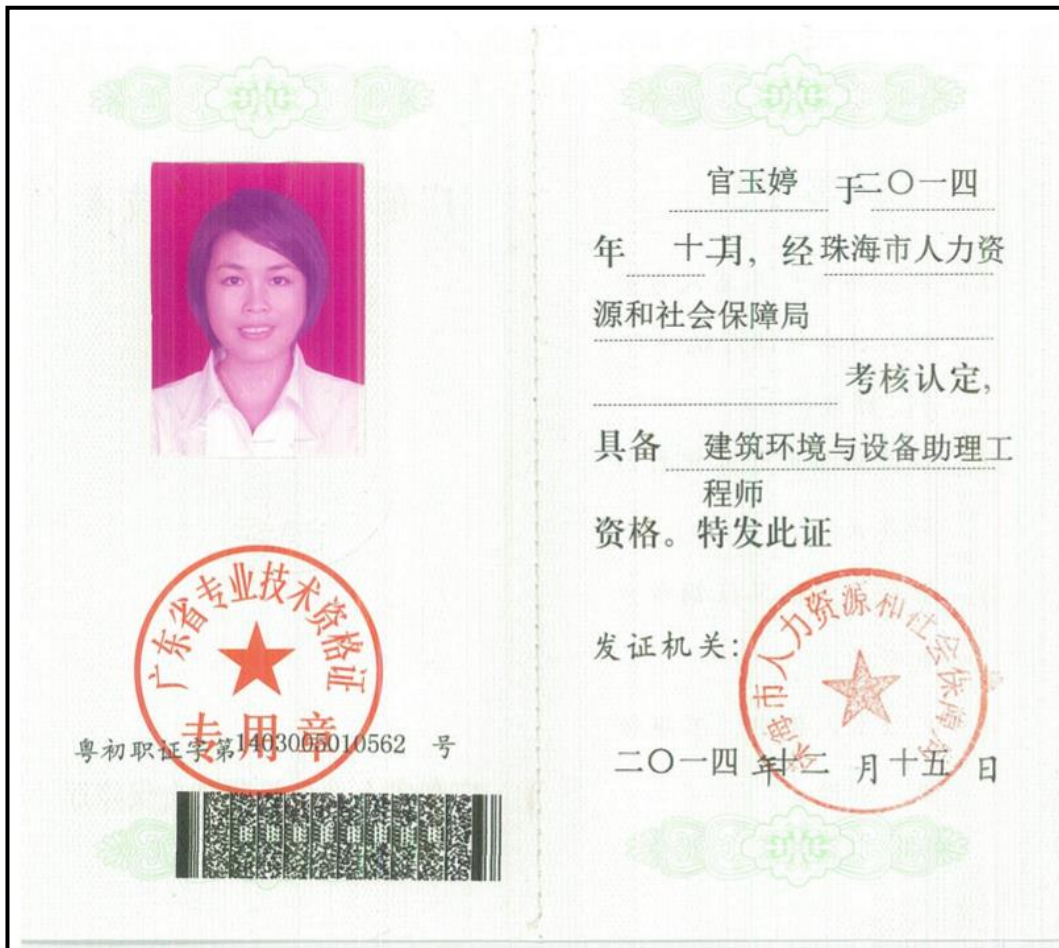 广东省专业技术资格证
专用章
粤初职证字第1403005010562 号
官玉婷 于二〇一四
年 十二月，经珠海市人力资
源和社会保障局
考核认定，
具备 建筑环境与设备助理工
程师
资格。特发此证
发证机关：
珠海市人力资源和社会保障局
二〇一四 年十二 月十五 日